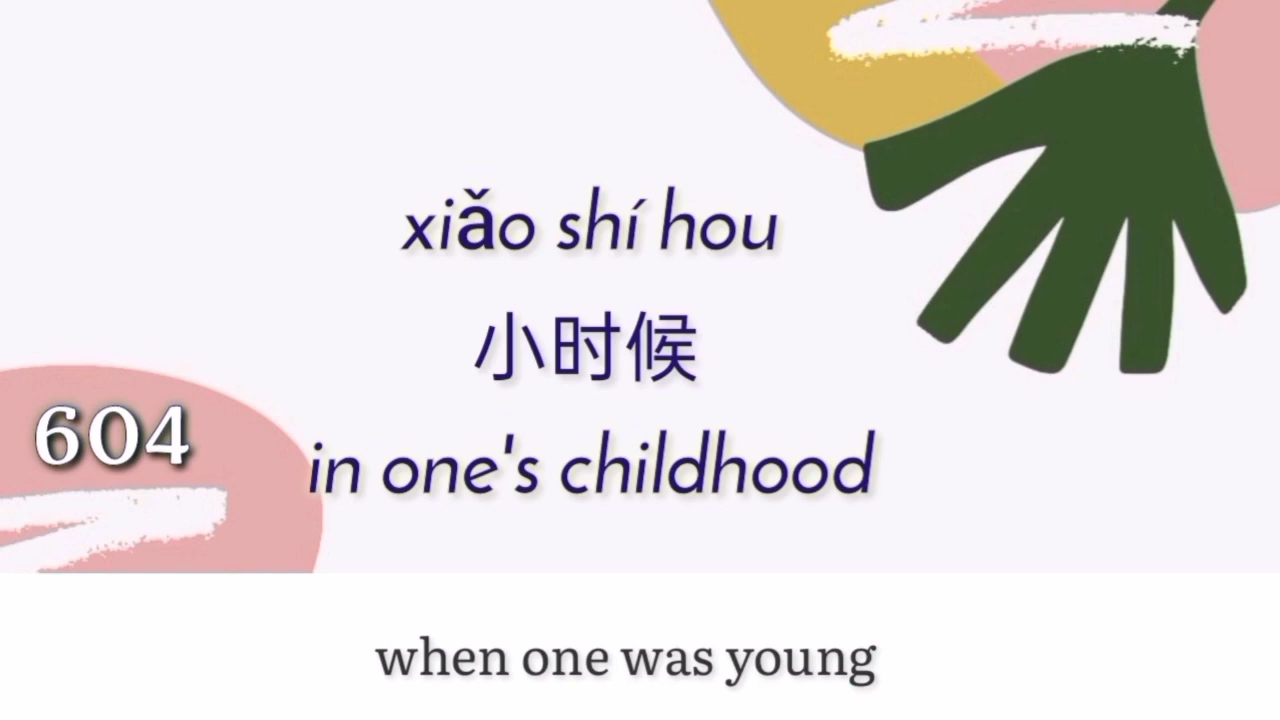 xiǎo shí hou
小时候
604
in one's childhood
when one was young